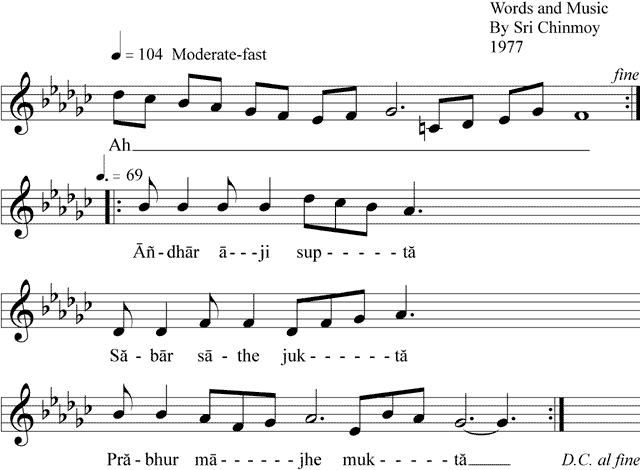 Words and Music
By Sri Chinmoy
1977
♩ = 104 Moderate-fast
fine
Ah
♩. = 69
Āñ-dhār ā---ji sup------tă
Să-bār sā-the juk------tă
Pră-bhur mā------jhe muk------tă
D.C. al fine